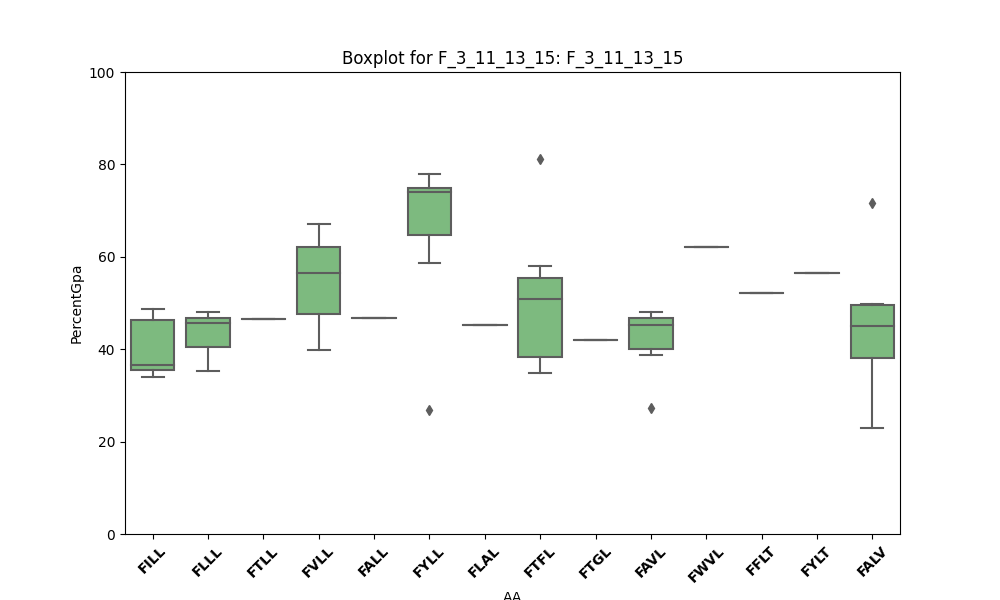 Boxplot for F_3_11_13_15: F_3_11_13_15
100
80
60
40
20
0
PercentGpa
FILL FLLL FTLL FVLL FALL FYLL FLAL FTFL FTGL FAVL FWVL FFLT FYLT FALV
AA